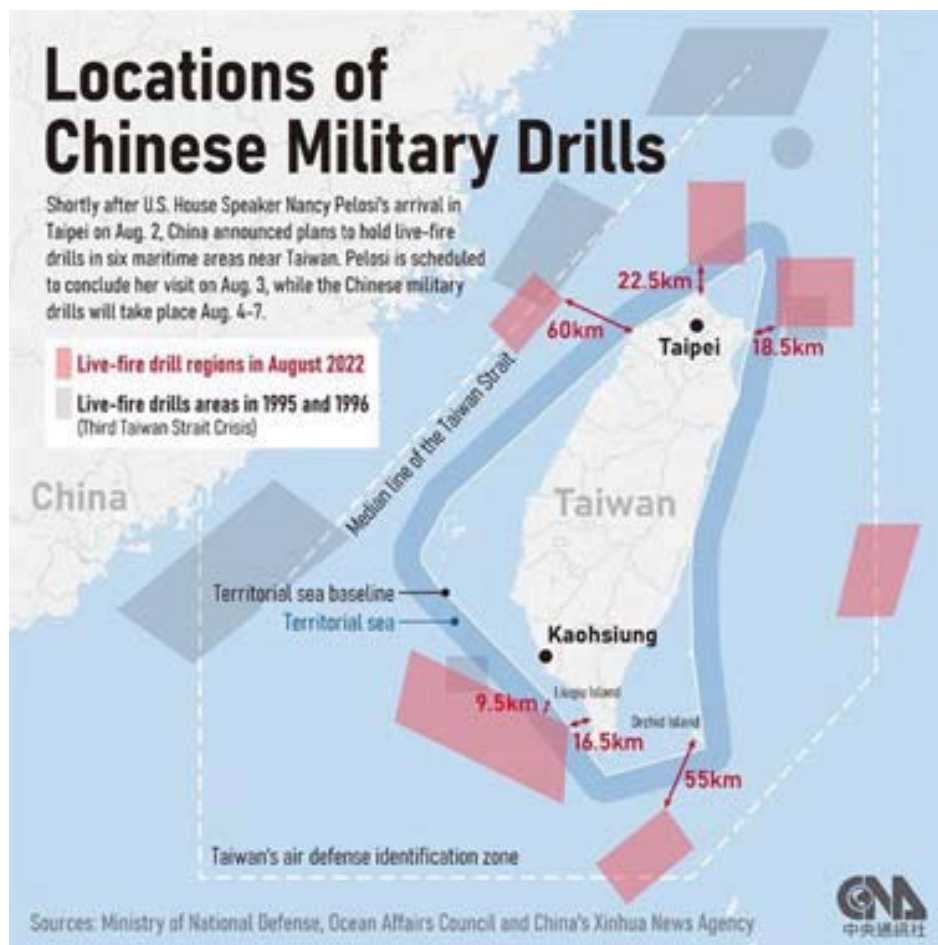 Locations of
Chinese Military Drills
Shortly after U.S. House Speaker Nancy Pelosi's arrival in
Taipei on Aug. 2, China announced plans to hold live-fire
drills in six maritime areas near Taiwan. Pelosi is scheduled
to conclude her visit on Aug. 3, while the Chinese military
drills will take place Aug. 4-7.
Live-fire drill regions in August 2022
Live-fire drills areas in 1995 and 1996
(Third Taiwan Strait Crisis)
22.5km
60km
Taipei
18.5km
Median line of the Taiwan Strait
China
Taiwan
Territorial sea baseline
Territorial sea
Kaohsiung
Liuqiu Island
9.5km
Orchid Island
16.5km
55km
Taiwan's air defense identification zone
CNA
中央通訊社
Sources: Ministry of National Defense, Ocean Affairs Council and China's Xinhua News Agency